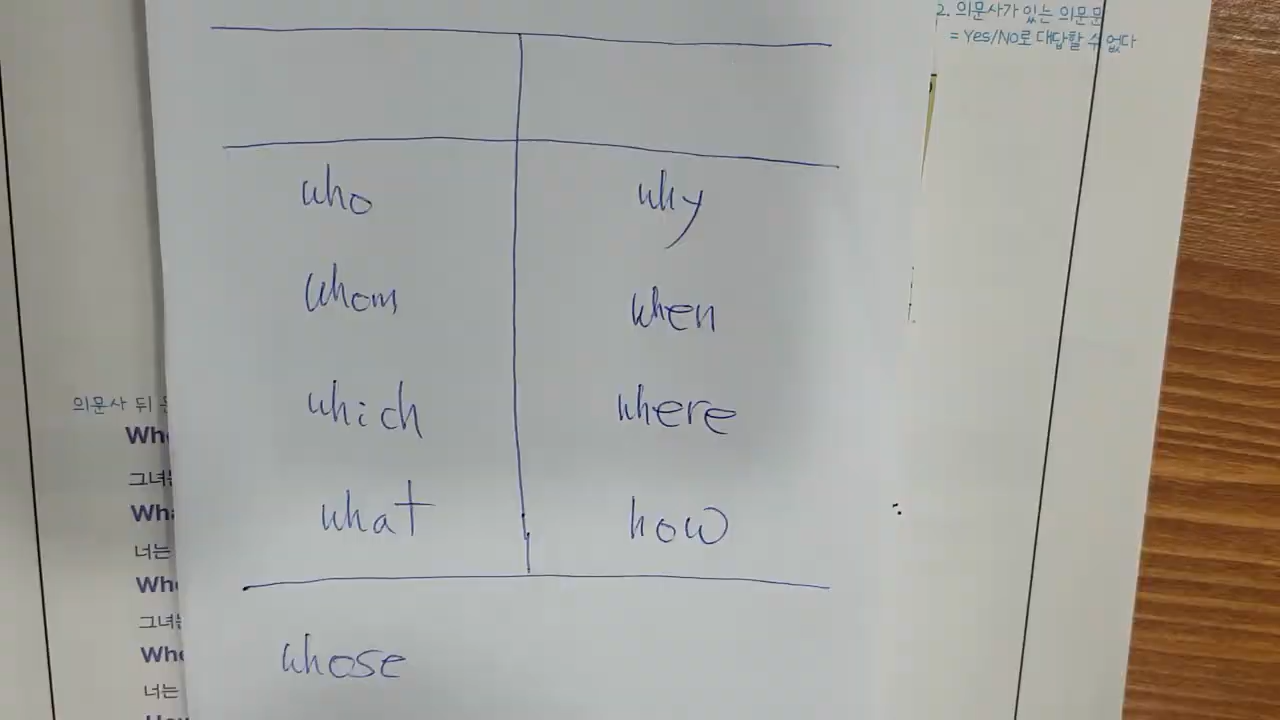 2. 의문사가 있는 의문문
= Yes/No로 대답할 수 없다
who why
whom when
which where
what how
whose
의문사 뒤
그녀는
너는
그녀는
너는